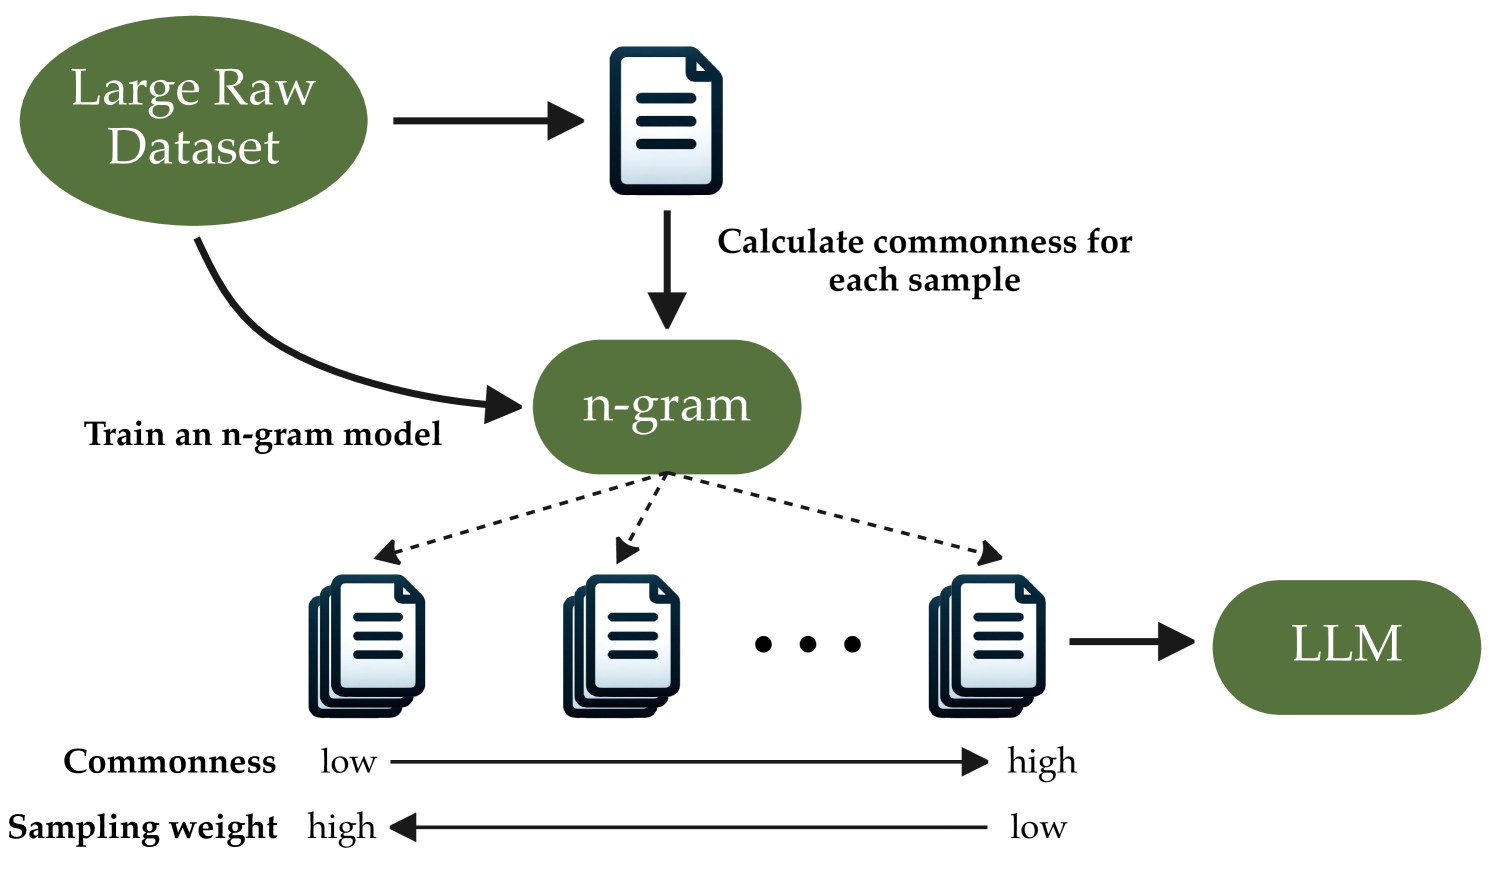 Large Raw
Dataset
Calculate commonness for
each sample
n-gram
Train an n-gram model
LLM
Commonness low high
Sampling weight high low